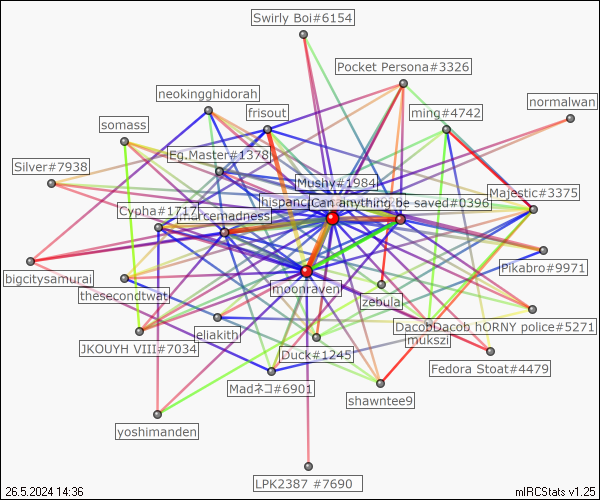 Swirly Boi#6154
Pocket Persona#3326
neokingghidorah
normalwan
frisout
ming#4742
somass
Eg.Master#1378
Silver#7938
Mushy#1984
Majestic#3375
Can anything be saved#0396
Cypha#1717
moonraven
Pikabro#9971
bigcitysamurai
thesecondtwat
zebula
eliakith
DacobDacob hORNY police#5271
mukszi
JKOUYH VIII#7034
Duck#1245
Fedora Stoat#4479
Madネコ#6901
shawntee9
yoshimanden
LPK2387 #7690
26.5.2024 14:36
mIRCStats v1.25